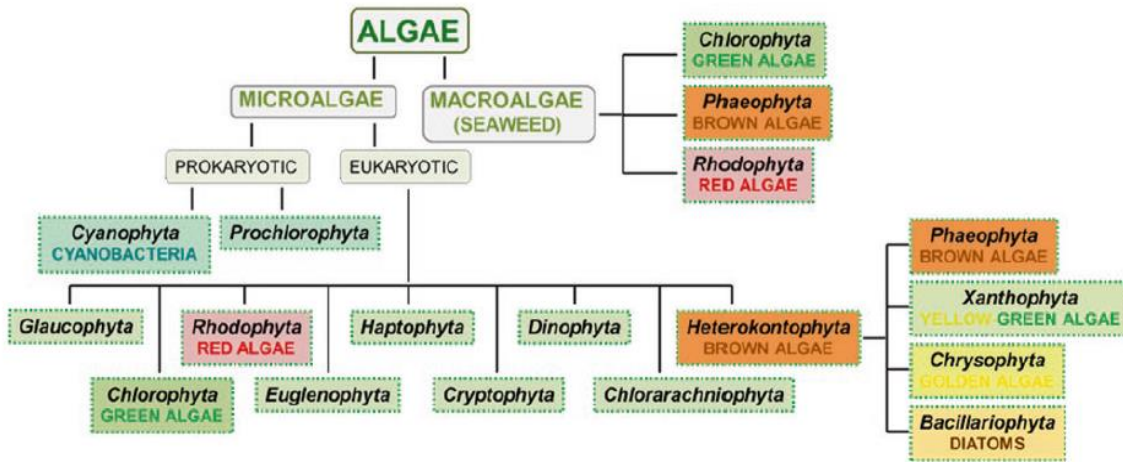 ALGAE
MICROALGAE
MACROALGAE
(SEAWEED)
Chlorophyta
GREEN ALGAE
Phaeophyta
BROWN ALGAE
Rhodophyta
RED ALGAE
PROKARYOTIC
EUKARYOTIC
Cyanophyta
CYANOBACTERIA
Prochlorophyta
Glaucophyta
Rhodophyta
RED ALGAE
Haptophyta
Dinophyta
Heterokontophyta
BROWN ALGAE
Chlorophyta
GREEN ALGAE
Euglenophyta
Cryptophyta
Chlorarachniophyta
Phaeophyta
BROWN ALGAE
Xanthophyta
YELLOW-GREEN ALGAE
Chrysophyta
GOLDEN ALGAE
Bacillariophyta
DIATOMS